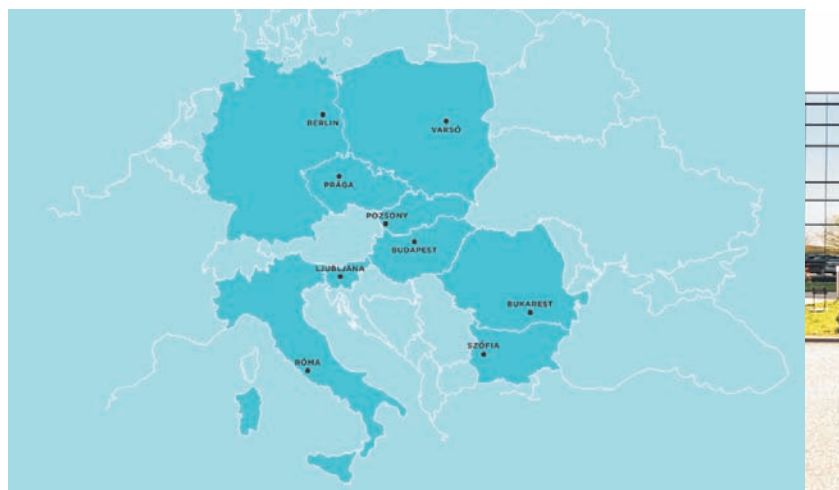 BERLIN
VARSÓ
PRÁGA
POZSONY
BUDAPEST
LJUBLJANA
BUKAREST
SZÓFIA
RÓMA